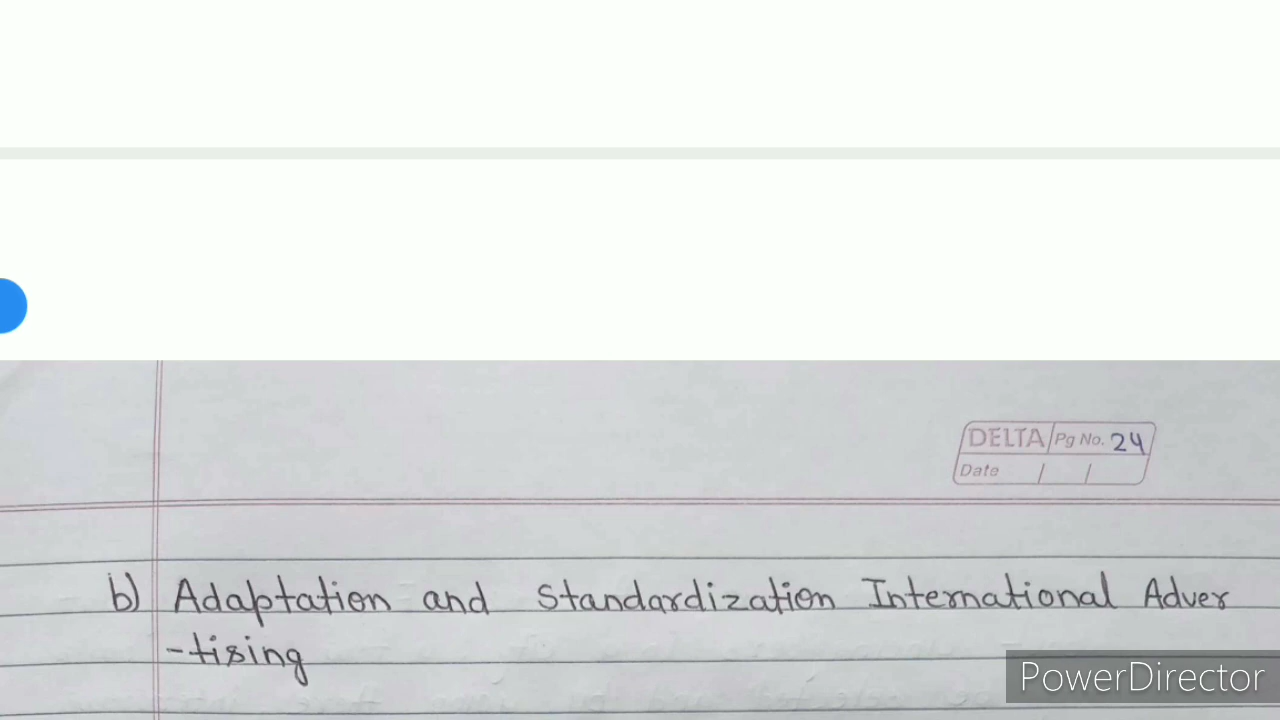 DELTA Pg No. 24
Date / /
b) Adaptation and Standardization International Adver
-tising
PowerDirector